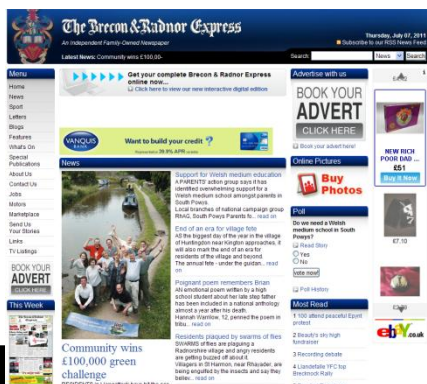 The Brecon & Radnor Express
An Independent Family-Owned Newspaper
Thursday, July 07, 2011
Subscribe to our RSS News Feed
Latest News: Community wins £100,00-
Search:
News
Search
Menu
Home
News
Sport
Letters
Blogs
Features
What's On
Special
Publications
About Us
Contact Us
Jobs
Motors
Marketplace
Send Us
Your Stories
Links
TV Listings
BOOK YOUR
ADVERT
CLICK HERE
This Week
Get your complete Brecon & Radnor Express
online now...
Click here to view our new interactive digital edition
VANQUIS
BANK
Want to build your credit ?
Representative 39.9% APR
News
Support for Welsh medium education
A PARENTS' action group says it has
identified overwhelming support for a
Welsh medium school amongst parents in
South Powys.
Local branches of national campaign group
RhAG, South Powys Parents fo... read on
End of an era for village fete
AS the biggest day of the year in the village
of Huntington near Kington approaches, it
will also mark the end of an era for
residents of the village and beyond.
The annual fete - under the guidan... read
on
Poignant poem remembers Brian
AN emotional poem written by a high
school student about her late step father
has been included in a national anthology
almost a year after his death.
Hannah Wantlow, 12, penned the poem in
tribu... read on
Residents plagued by swarms of flies
SWARMS of flies are plaguing a
Radnorshire village and angry residents
are getting buzzed off about it.
Villagers in St Harmon, near Rhayader, are
being engulfed by the insects and say they
believ... read on
Community wins
£100,000 green
challenge
Advertise with us
BOOK YOUR
ADVERT
CLICK HERE
Book your advert here!
Online Pictures
Buy
Photos
Poll
Do we need a Welsh
medium school in South
Powys?
Read Story
Yes
No
vote now!
Poll History
Most Read
1 100 attend peaceful Egypt
protest
2 Beauty's sky high
fundraiser
3 Recording debate
4 Llandefalle YFC top
Brecknock Rally
NEW RICH
POOR DAD ...
£51
Buy It Now
£7.10
ebay.co.uk